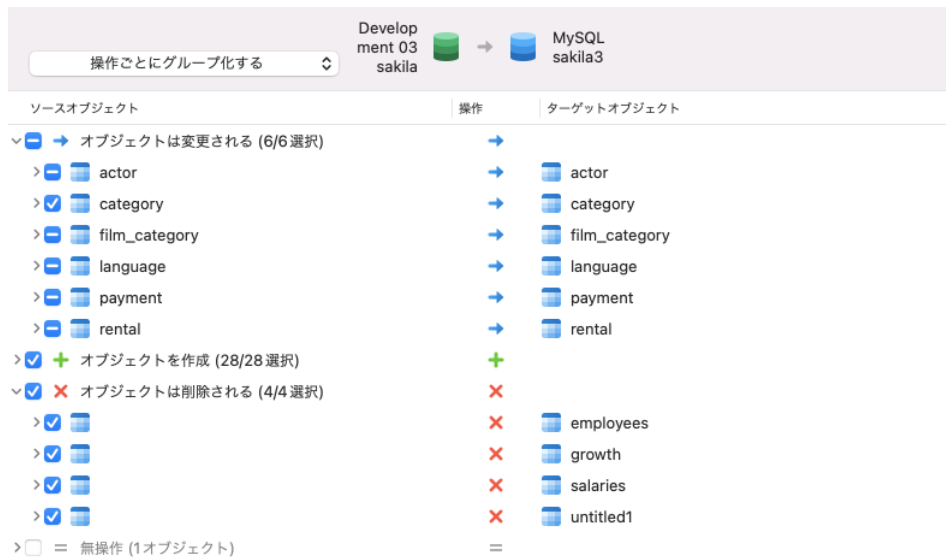 操作ごとにグループ化する
Develop
ment 03
sakila
MySQL
sakila3
ソースオブジェクト 操作 ターゲットオブジェクト
オブジェクトは変更される (6/6 選択)
actor actor
category category
film_category film_category
language language
payment payment
rental rental
オブジェクトを作成 (28/28 選択)
オブジェクトは削除される (4/4 選択)
employees
growth
salaries
untitled1
無操作 (1オブジェクト)